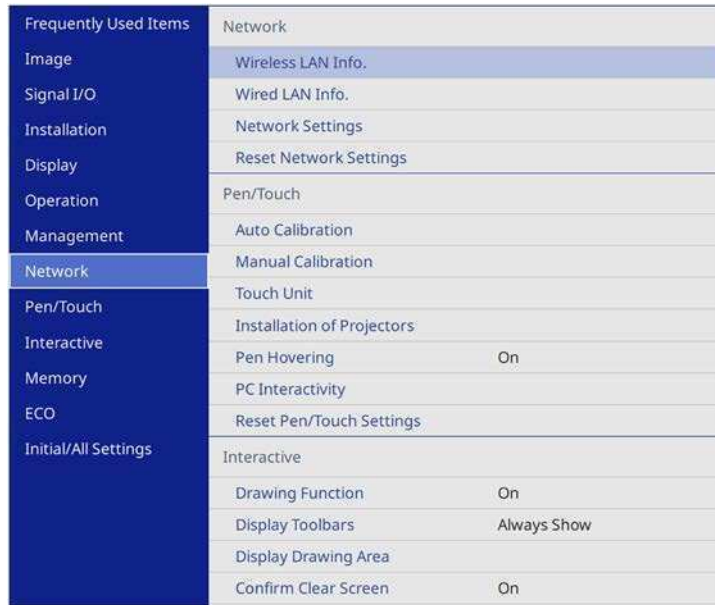 Frequently Used Items
Image
Signal I/O
Installation
Display
Operation
Management
Network
Pen/Touch
Interactive
Memory
ECO
Initial/All Settings
Network
Wireless LAN Info.
Wired LAN Info.
Network Settings
Reset Network Settings
Pen/Touch
Auto Calibration
Manual Calibration
Touch Unit
Installation of Projectors
Pen Hovering On
PC Interactivity
Reset Pen/Touch Settings
Interactive
Drawing Function On
Display Toolbars Always Show
Display Drawing Area
Confirm Clear Screen On